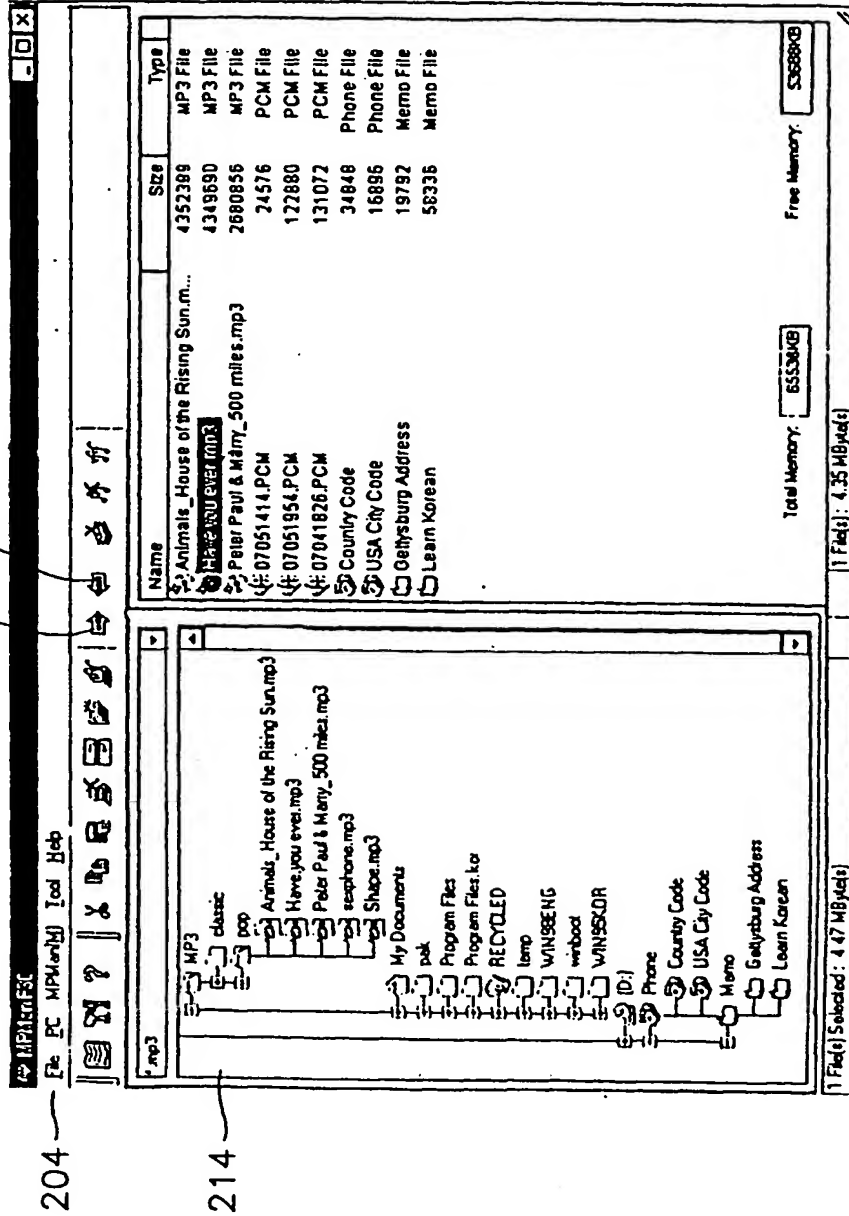 204
File PC MPMan[M] Tool Help
*.mp3
214
MP3
classic
pop
Animals_House of the Rising Sun.mp3
Have.you ever.mp3
Peter Paul & Marry_500 miles.mp3
sexphone.mp3
Shape.mp3
My Documents
pak
Program Files
Program Files.kor
RECYCLED
temp
winboot
(D:)
Phone
Country Code
USA City Code
Memo
Gettysburg Address
Learn Korean
1 File(s) Selected: 4.47 MByte(s)
Name Size Type
Animals_House of the Rising Sun.m... 4352399 MP3 File
Have.you ever.mp3 4349690 MP3 File
Peter Paul & Marry_500 miles.mp3 2680856 MP3 File
07051414.PCM 24576 PCM File
07051954.PCM 122880 PCM File
07041826.PCM 131072 PCM File
Country Code 34848 Phone File
USA City Code 16896 Phone File
Gettysburg Address 19792 Memo File
Learn Korean 58336 Memo File
Total Memory: 65536KB Free Memory: 53688KB
1 File(s): 4.35 MByte(s)